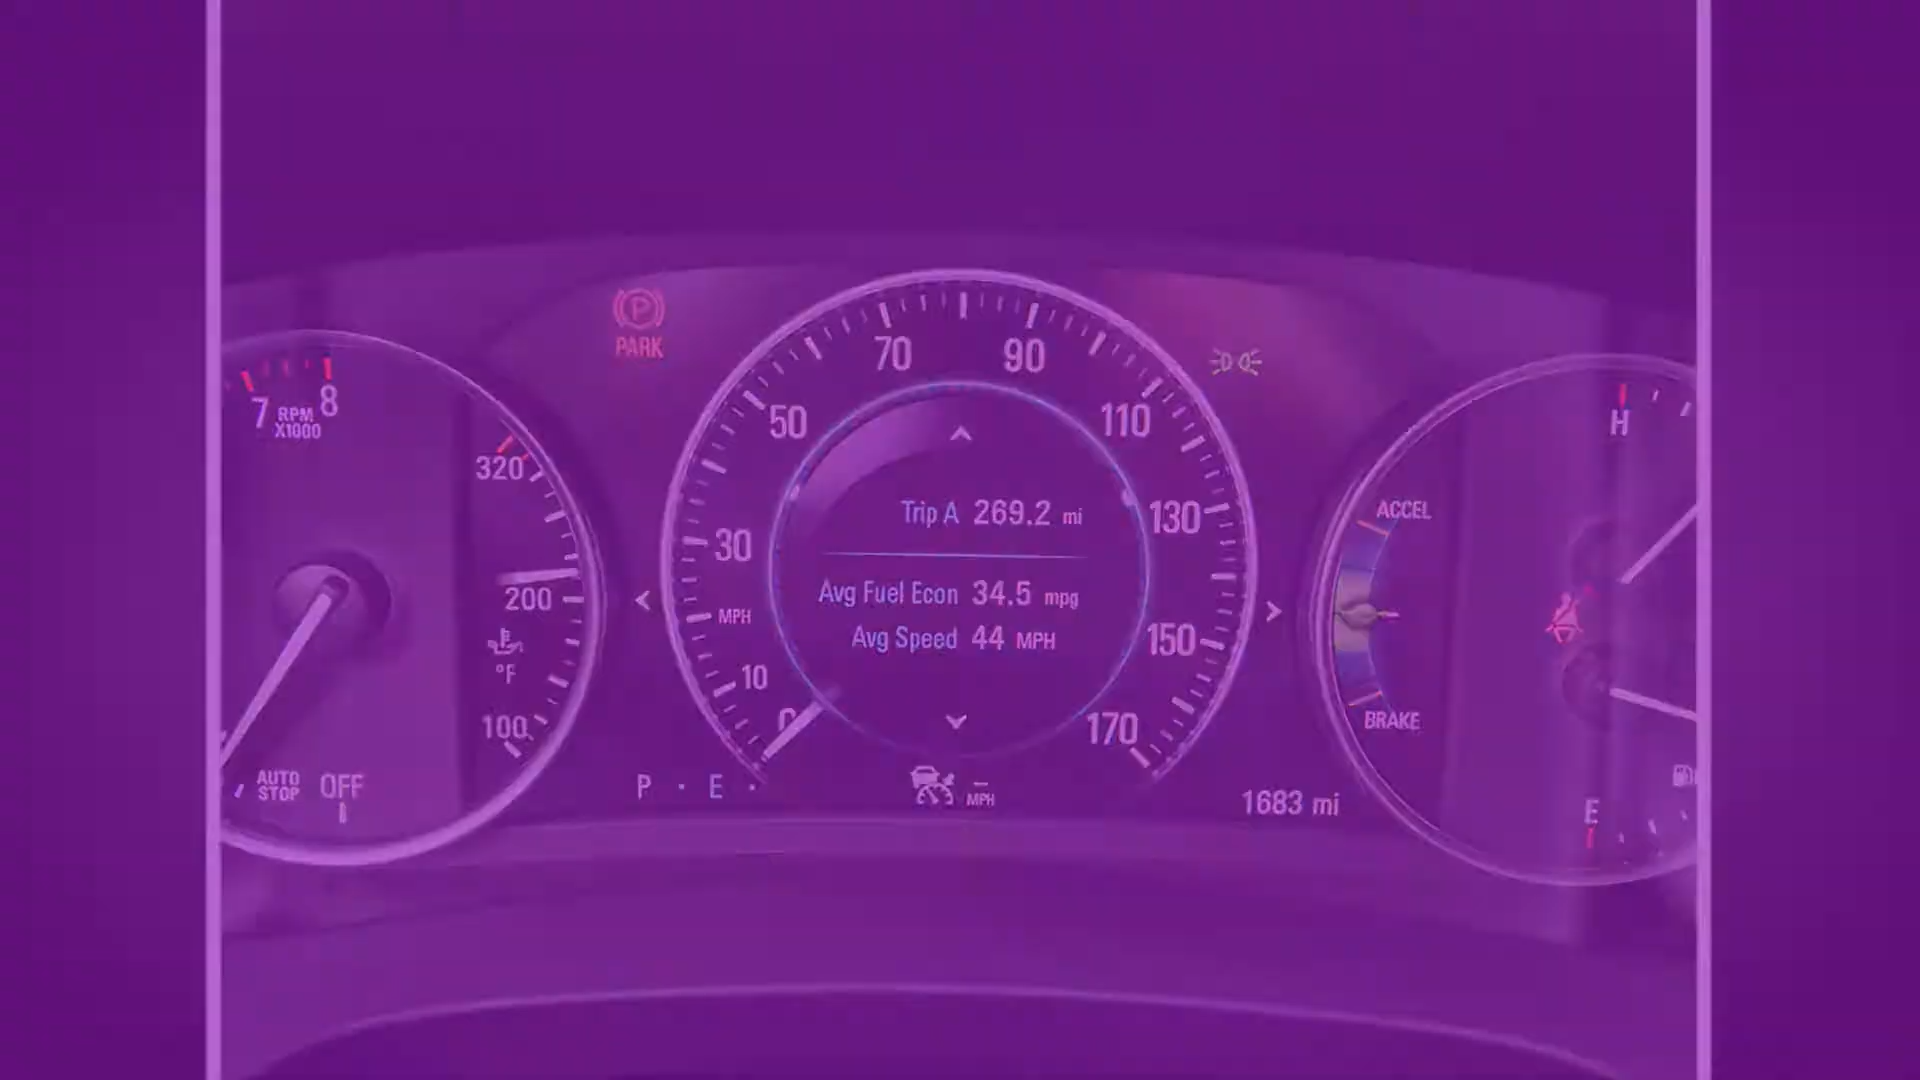 7 RPM X1000 8
320
200
°F
100
AUTO STOP OFF
PARK
70 90
50 110
30 130
MPH
10 150
0 170
Trip A 269.2 mi
Avg Fuel Econ 34.5 mpg
Avg Speed 44 MPH
P · E ·
-- MPH
1683 mi
H
ACCEL
BRAKE
E